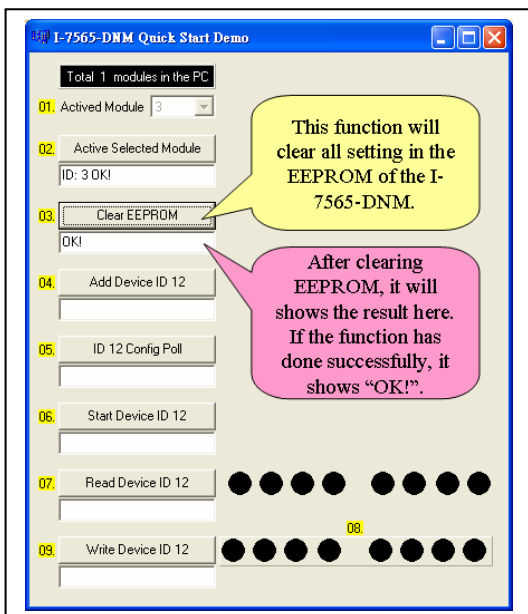 I-7565-DNM Quick Start Demo
Total 1 modules in the PC
01. Actived Module 3
02. Active Selected Module
ID: 3 OK!
03. Clear EEPROM
OK!
04. Add Device ID 12
05. ID 12 Config Poll
06. Start Device ID 12
07. Read Device ID 12
08.
09. Write Device ID 12
This function will
clear all setting in the
EEPROM of the I-
7565-DNM.
After clearing
EEPROM, it will
shows the result here.
If the function has
done successfully, it
shows “OK!”.